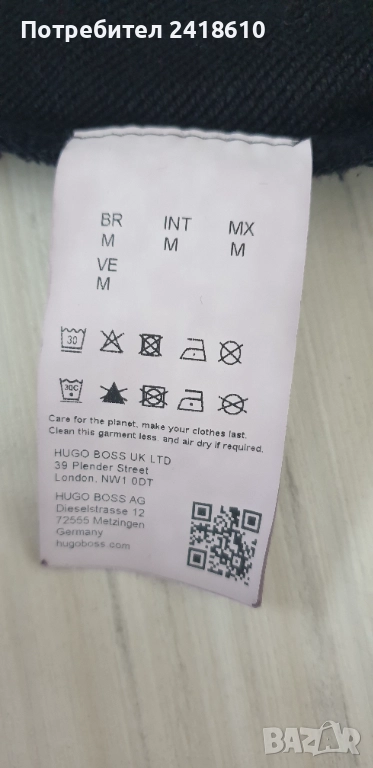 Потребител 2418610
BR INT MX
M M M
VE
M
30
30C
Care for the planet, make your clothes last.
Clean this garment less and air dry if required.
HUGO BOSS UK LTD
39 Plender Street
London, NW1 0DT
HUGO BOSS AG
Dieselstrasse 12
72555 Metzingen
Germany
hugoboss.com
BAZAR